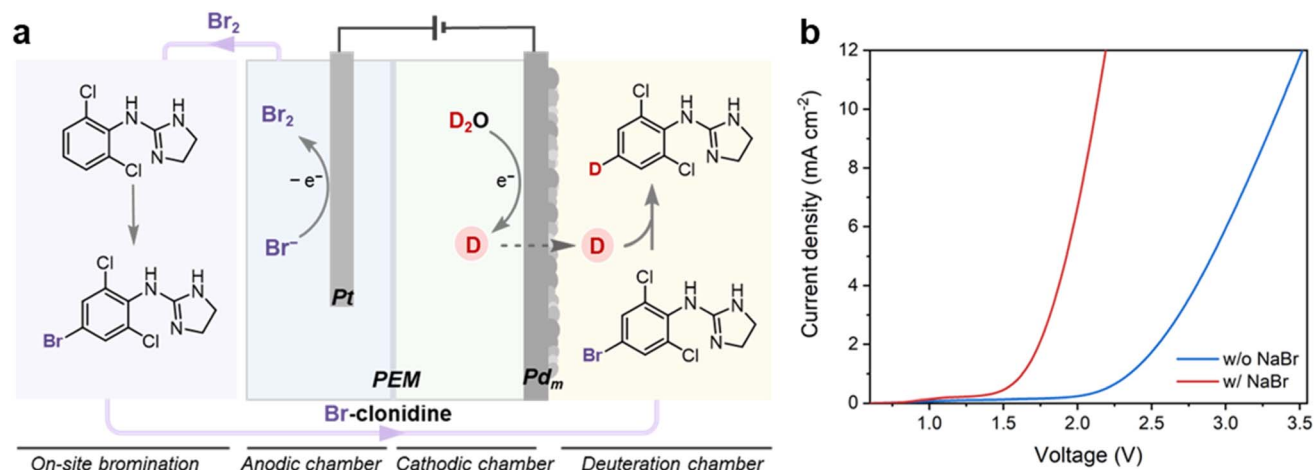 a
Br₂
Cl
H
N
H
N
N
Cl
Cl
H
N
H
N
N
Cl
Br
Br₂
– e⁻
Br⁻
Pt
PEM
D₂O
e⁻
D
D
Pdₘ
Cl
H
N
H
N
N
Cl
D
Cl
H
N
H
N
N
Cl
Br
Br-clonidine
On-site bromination
Anodic chamber
Cathodic chamber
Deuteration chamber
b
Current density (mA cm⁻²)
12
10
8
6
4
2
0
w/o NaBr
w/ NaBr
1.0 1.5 2.0 2.5 3.0 3.5
Voltage (V)